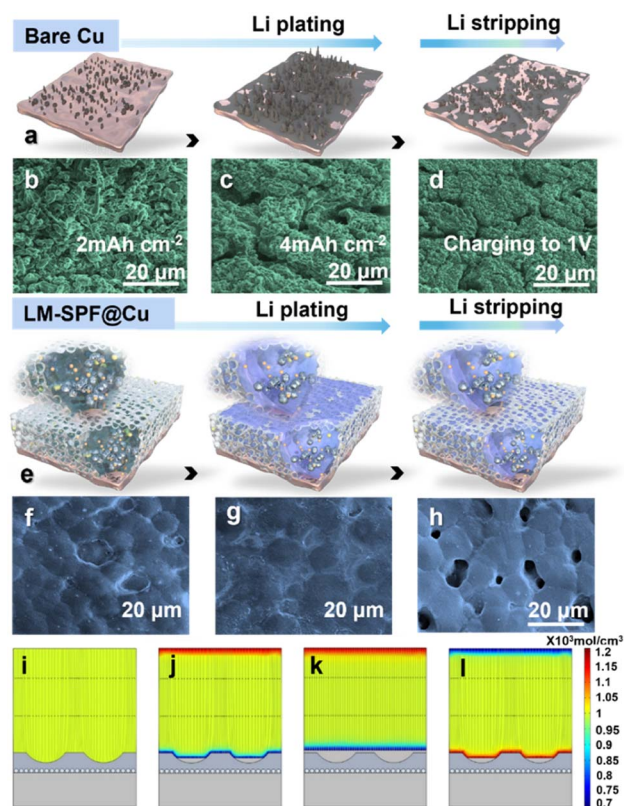 Bare Cu
Li plating
Li stripping
a
b
2mAh cm-2
20 μm
c
4mAh cm-2
20 μm
d
Charging to 1V
20 μm
LM-SPF@Cu
Li plating
Li stripping
e
f
20 μm
g
20 μm
h
20 μm
X10³mol/cm³
i
j
k
l
1.2
1.15
1.1
1.05
1
0.95
0.9
0.85
0.8
0.7